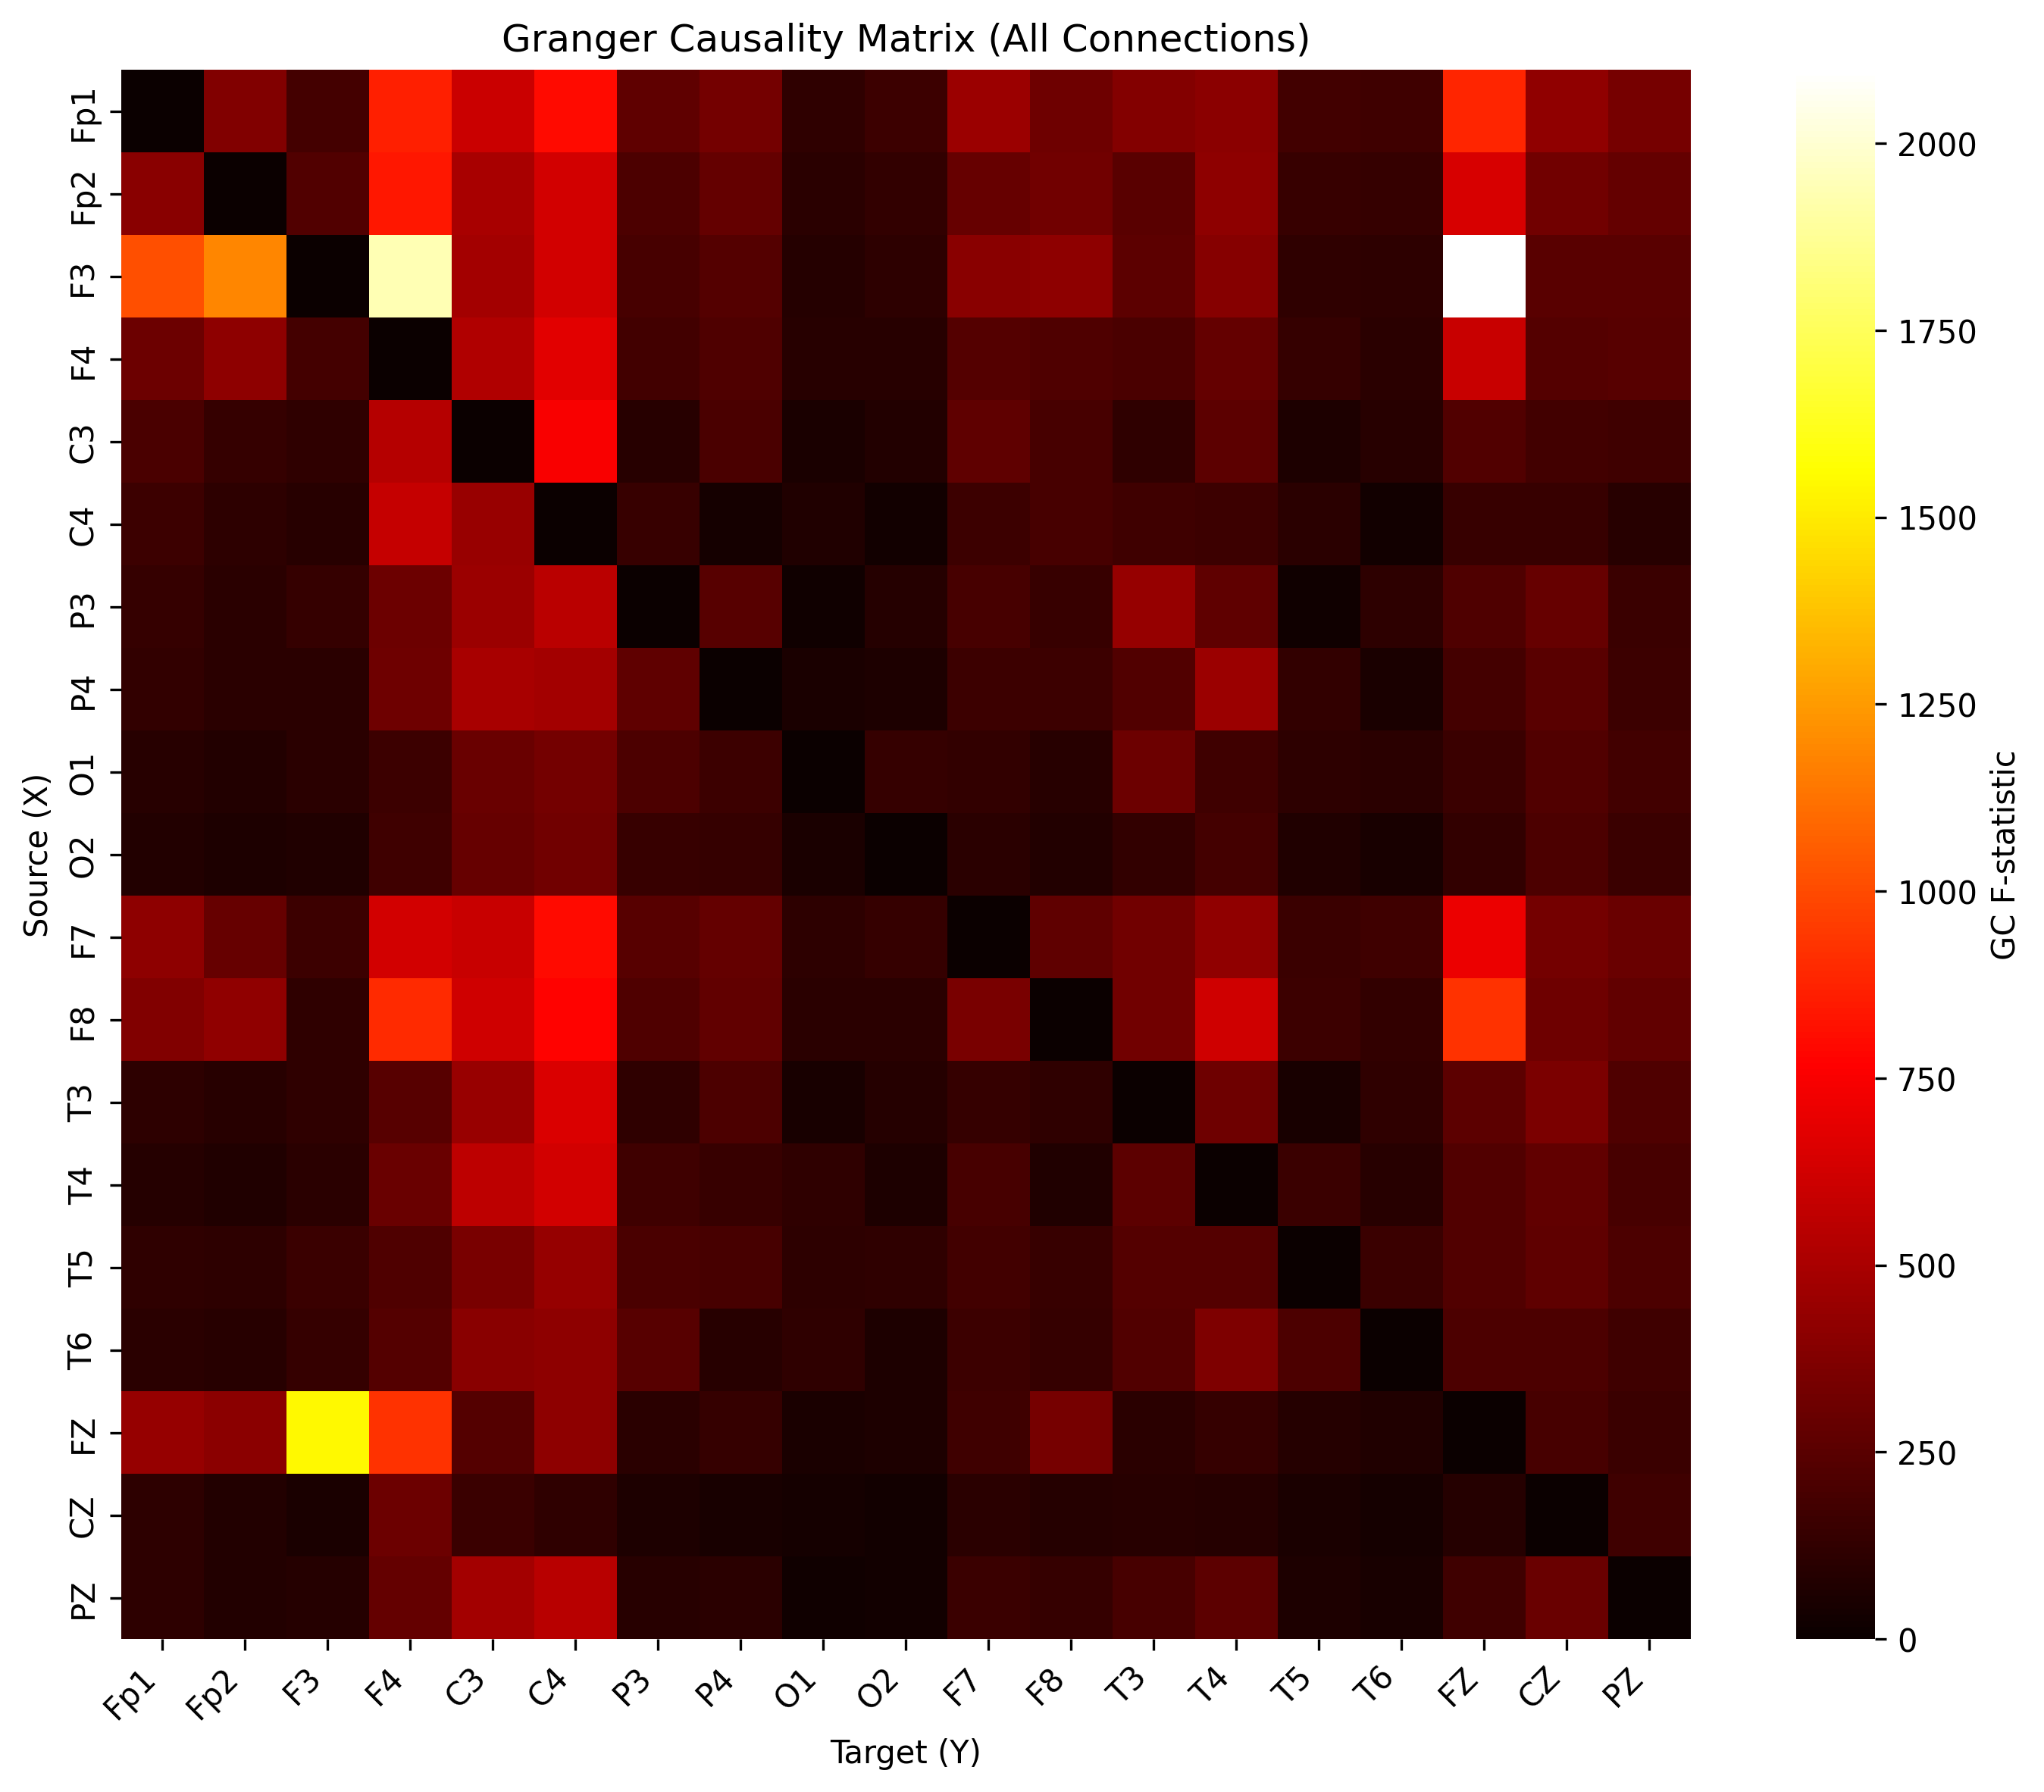 Granger Causality Matrix (All Connections)
Source (X)
Fp1
Fp2
F3
F4
C3
C4
P3
P4
O1
O2
F7
F8
T3
T4
T5
T6
FZ
CZ
PZ
Fp1 Fp2 F3 F4 C3 C4 P3 P4 O1 O2 F7 F8 T3 T4 T5 T6 FZ CZ PZ
Target (Y)
2000
1750
1500
1250
1000
750
500
250
0
GC F-statistic